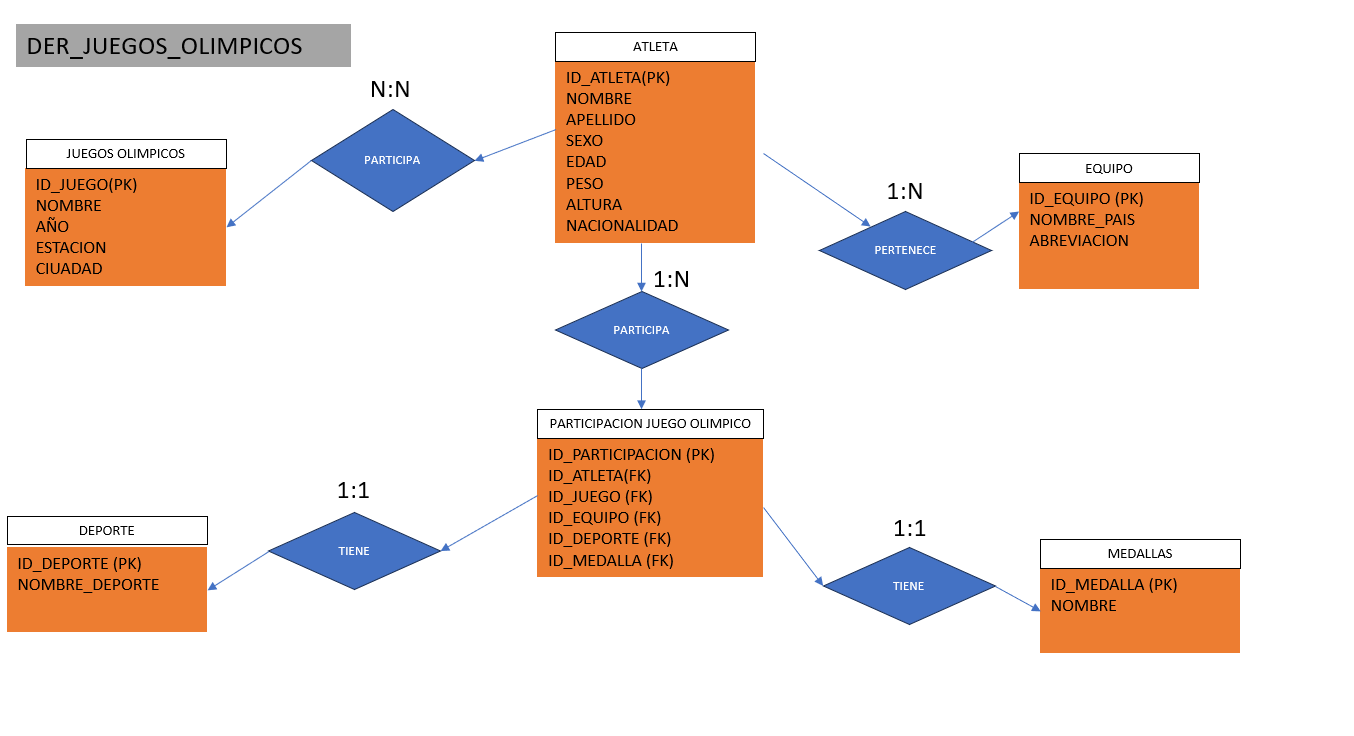 DER_JUEGOS_OLIMPICOS
ATLETA
ID_ATLETA(PK)
NOMBRE
APELLIDO
SEXO
EDAD
PESO
ALTURA
NACIONALIDAD
N:N
PARTICIPA
JUEGOS OLIMPICOS
ID_JUEGO(PK)
NOMBRE
AÑO
ESTACION
CIUADAD
1:N
PERTENECE
EQUIPO
ID_EQUIPO (PK)
NOMBRE_PAIS
ABREVIACION
1:N
PARTICIPA
PARTICIPACION JUEGO OLIMPICO
ID_PARTICIPACION (PK)
ID_ATLETA(FK)
ID_JUEGO (FK)
ID_EQUIPO (FK)
ID_DEPORTE (FK)
ID_MEDALLA (FK)
1:1
TIENE
DEPORTE
ID_DEPORTE (PK)
NOMBRE_DEPORTE
1:1
TIENE
MEDALLAS
ID_MEDALLA (PK)
NOMBRE